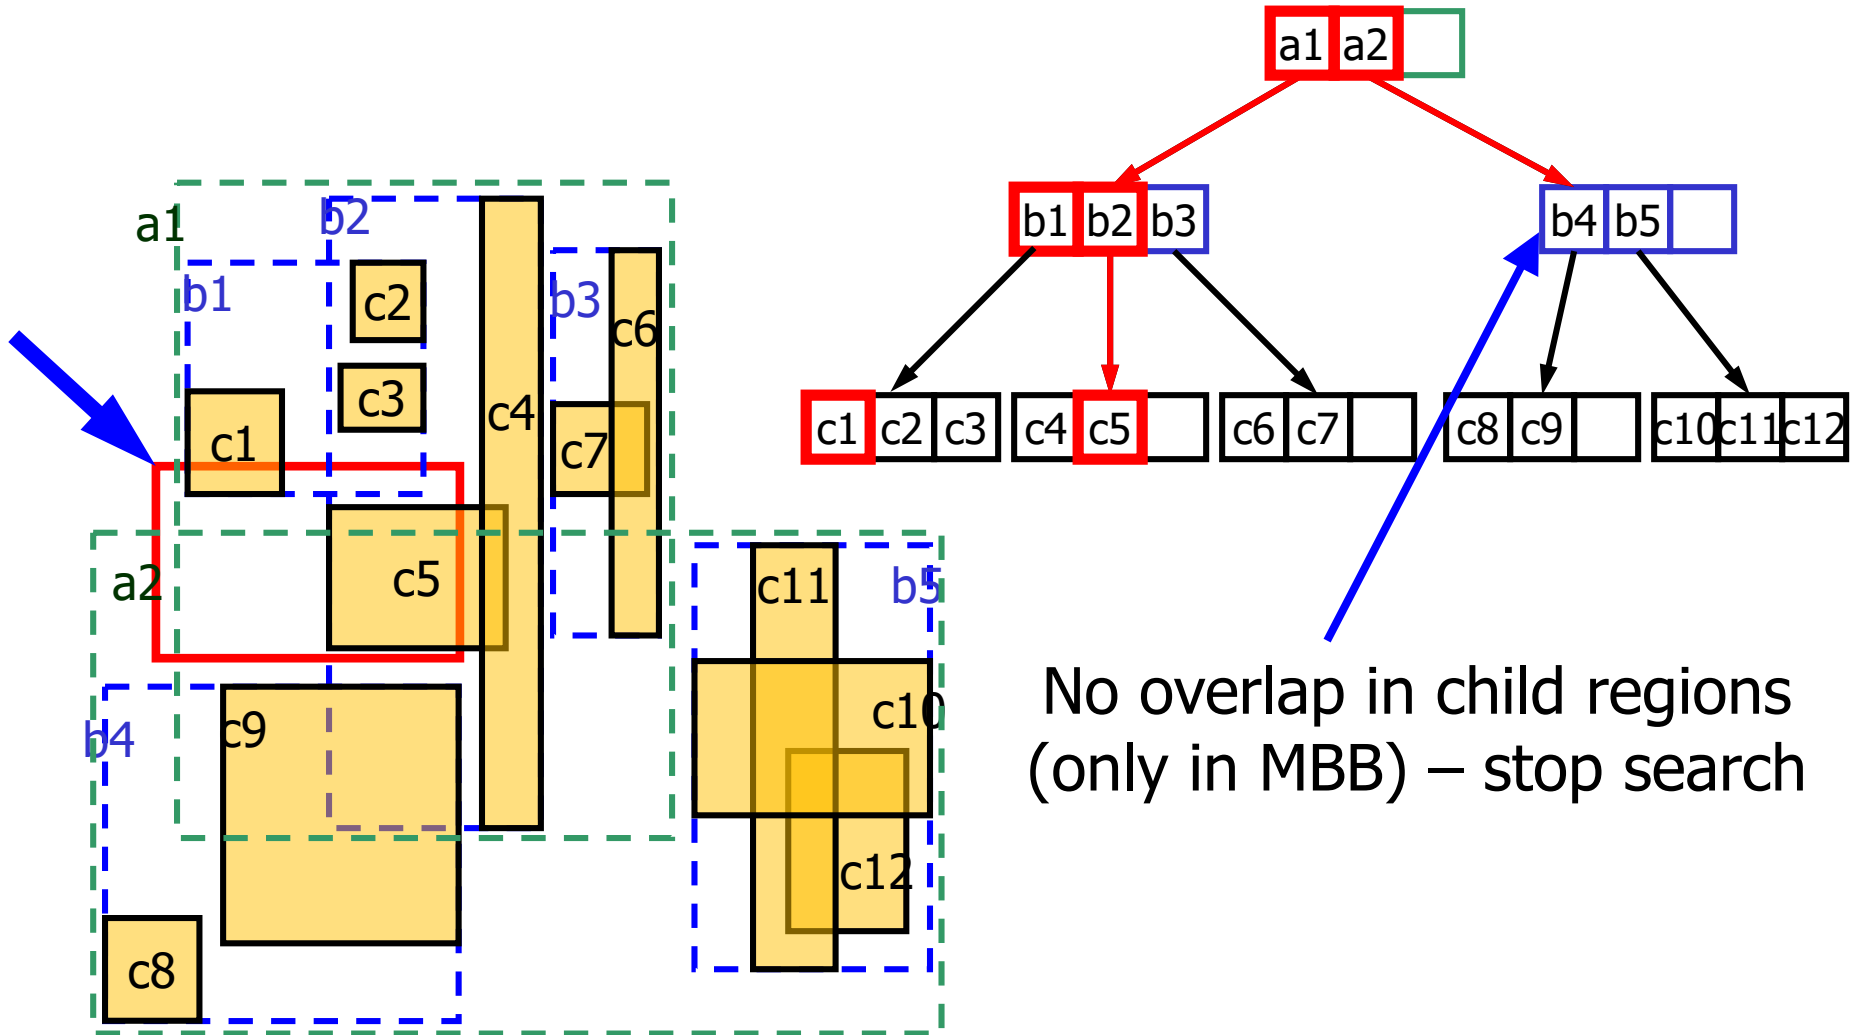 a1 a2
b1 b2 b3 b4 b5
c1 c2 c3 c4 c5 c6 c7 c8 c9 c10 c11 c12
a1
b2
b1
c2
b3
c6
c3
c4
c1
c7
a2
c5
c11
b5
b4
c9
c10
c12
c8
No overlap in child regions
(only in MBB) – stop search